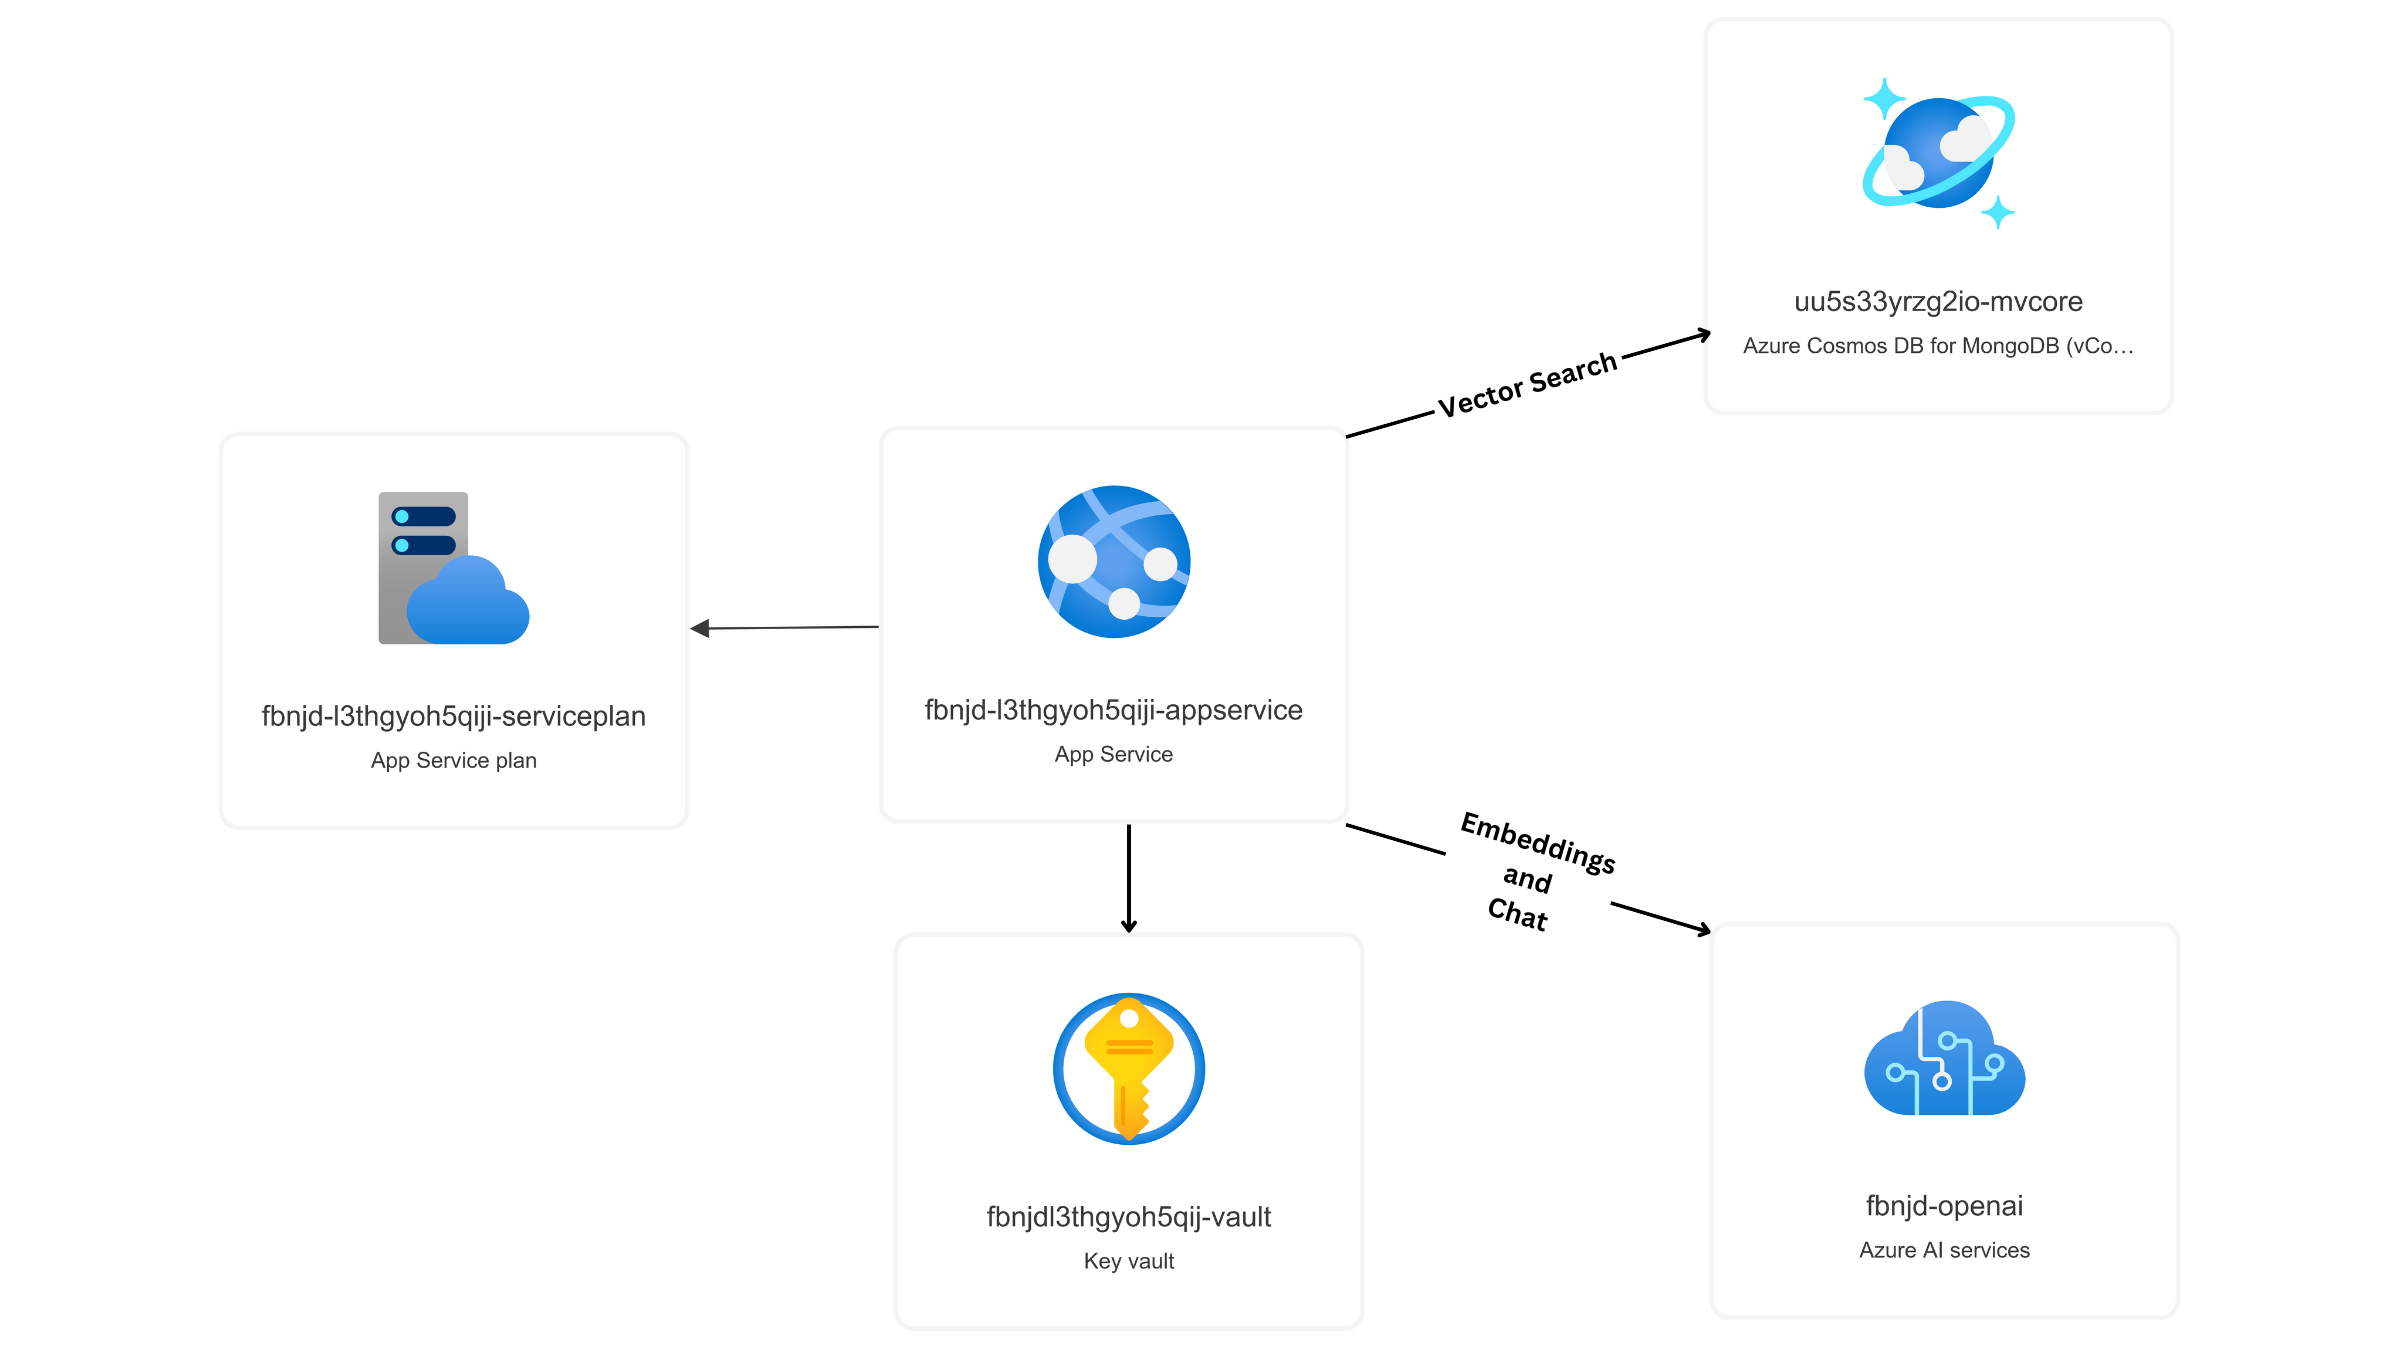 uu5s33yrzg2io-mvcore
Azure Cosmos DB for MongoDB (vCo...
Vector Search
fbnjd-l3thgyoh5qiji-serviceplan
App Service plan
fbnjd-l3thgyoh5qiji-appservice
App Service
Embeddings
and
Chat
fbnjdl3thgyoh5qij-vault
Key vault
fbnjd-openai
Azure AI services